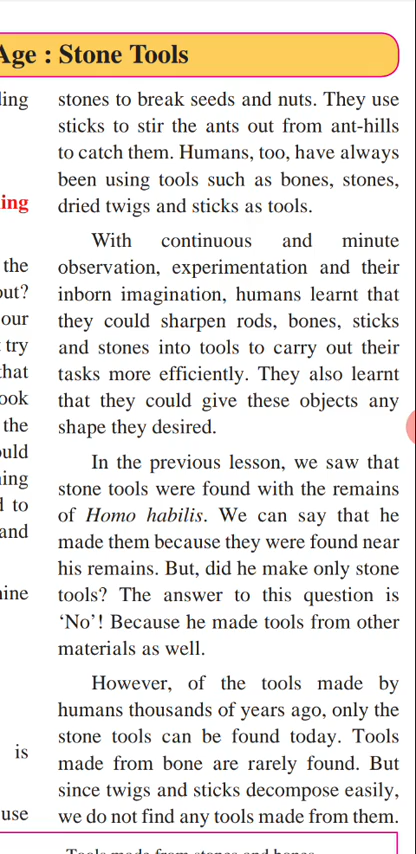 Age : Stone Tools
stones to break seeds and nuts. They use
sticks to stir the ants out from ant-hills
to catch them. Humans, too, have always
been using tools such as bones, stones,
dried twigs and sticks as tools.
With continuous and minute
observation, experimentation and their
inborn imagination, humans learnt that
they could sharpen rods, bones, sticks
and stones into tools to carry out their
tasks more efficiently. They also learnt
that they could give these objects any
shape they desired.
In the previous lesson, we saw that
stone tools were found with the remains
of Homo habilis. We can say that he
made them because they were found near
his remains. But, did he make only stone
tools? The answer to this question is
‘No’! Because he made tools from other
materials as well.
However, of the tools made by
humans thousands of years ago, only the
stone tools can be found today. Tools
made from bone are rarely found. But
since twigs and sticks decompose easily,
we do not find any tools made from them.
the
our
try
the
to
and
is
use